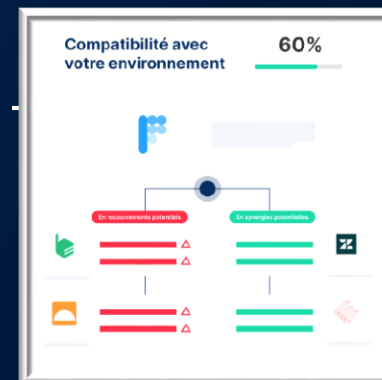 Compatibilité avec
votre environnement
60%
En recouvrements potentiels
En synergies potentielles